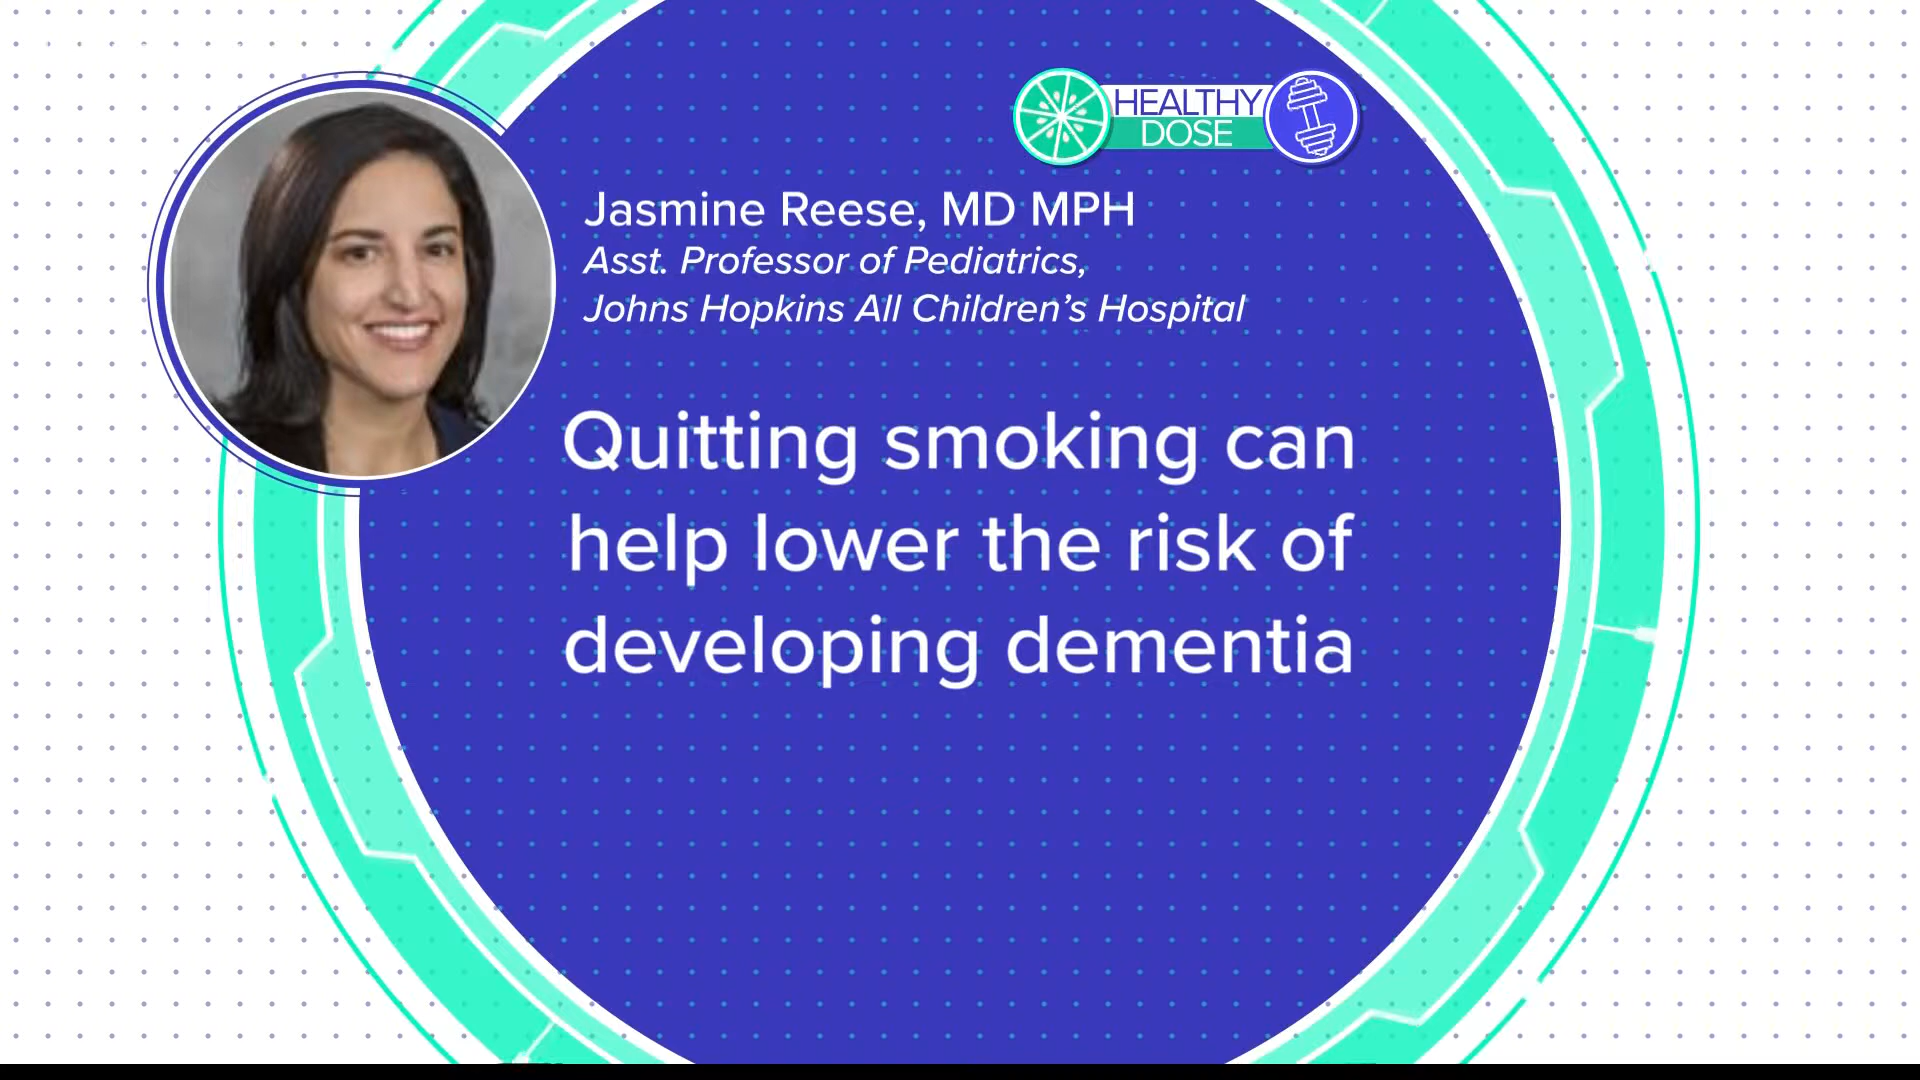 HEALTHY
DOSE
Jasmine Reese, MD MPH
Asst. Professor of Pediatrics,
Johns Hopkins All Children’s Hospital
Quitting smoking can
help lower the risk of
developing dementia